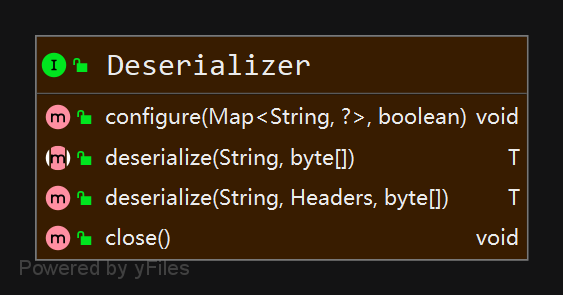 I Deserializer
m configure(Map<String, ?>, boolean) void
m deserialize(String, byte[]) T
m deserialize(String, Headers, byte[]) T
m close() void
Powered by yFiles